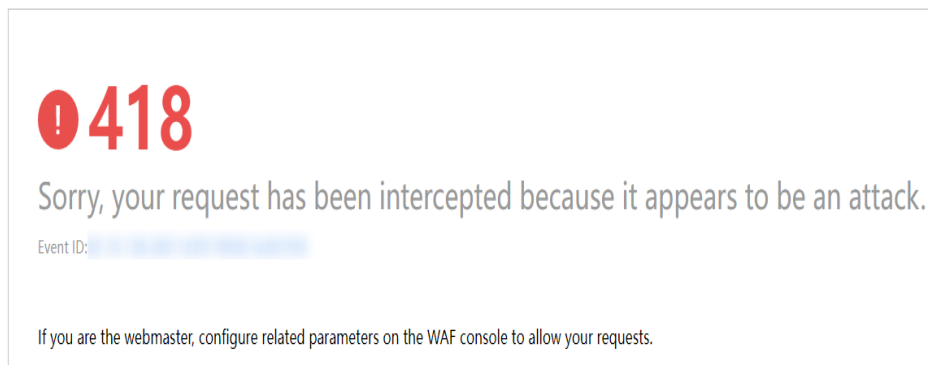 ! 418
Sorry, your request has been intercepted because it appears to be an attack.
Event ID:
If you are the webmaster, configure related parameters on the WAF console to allow your requests.